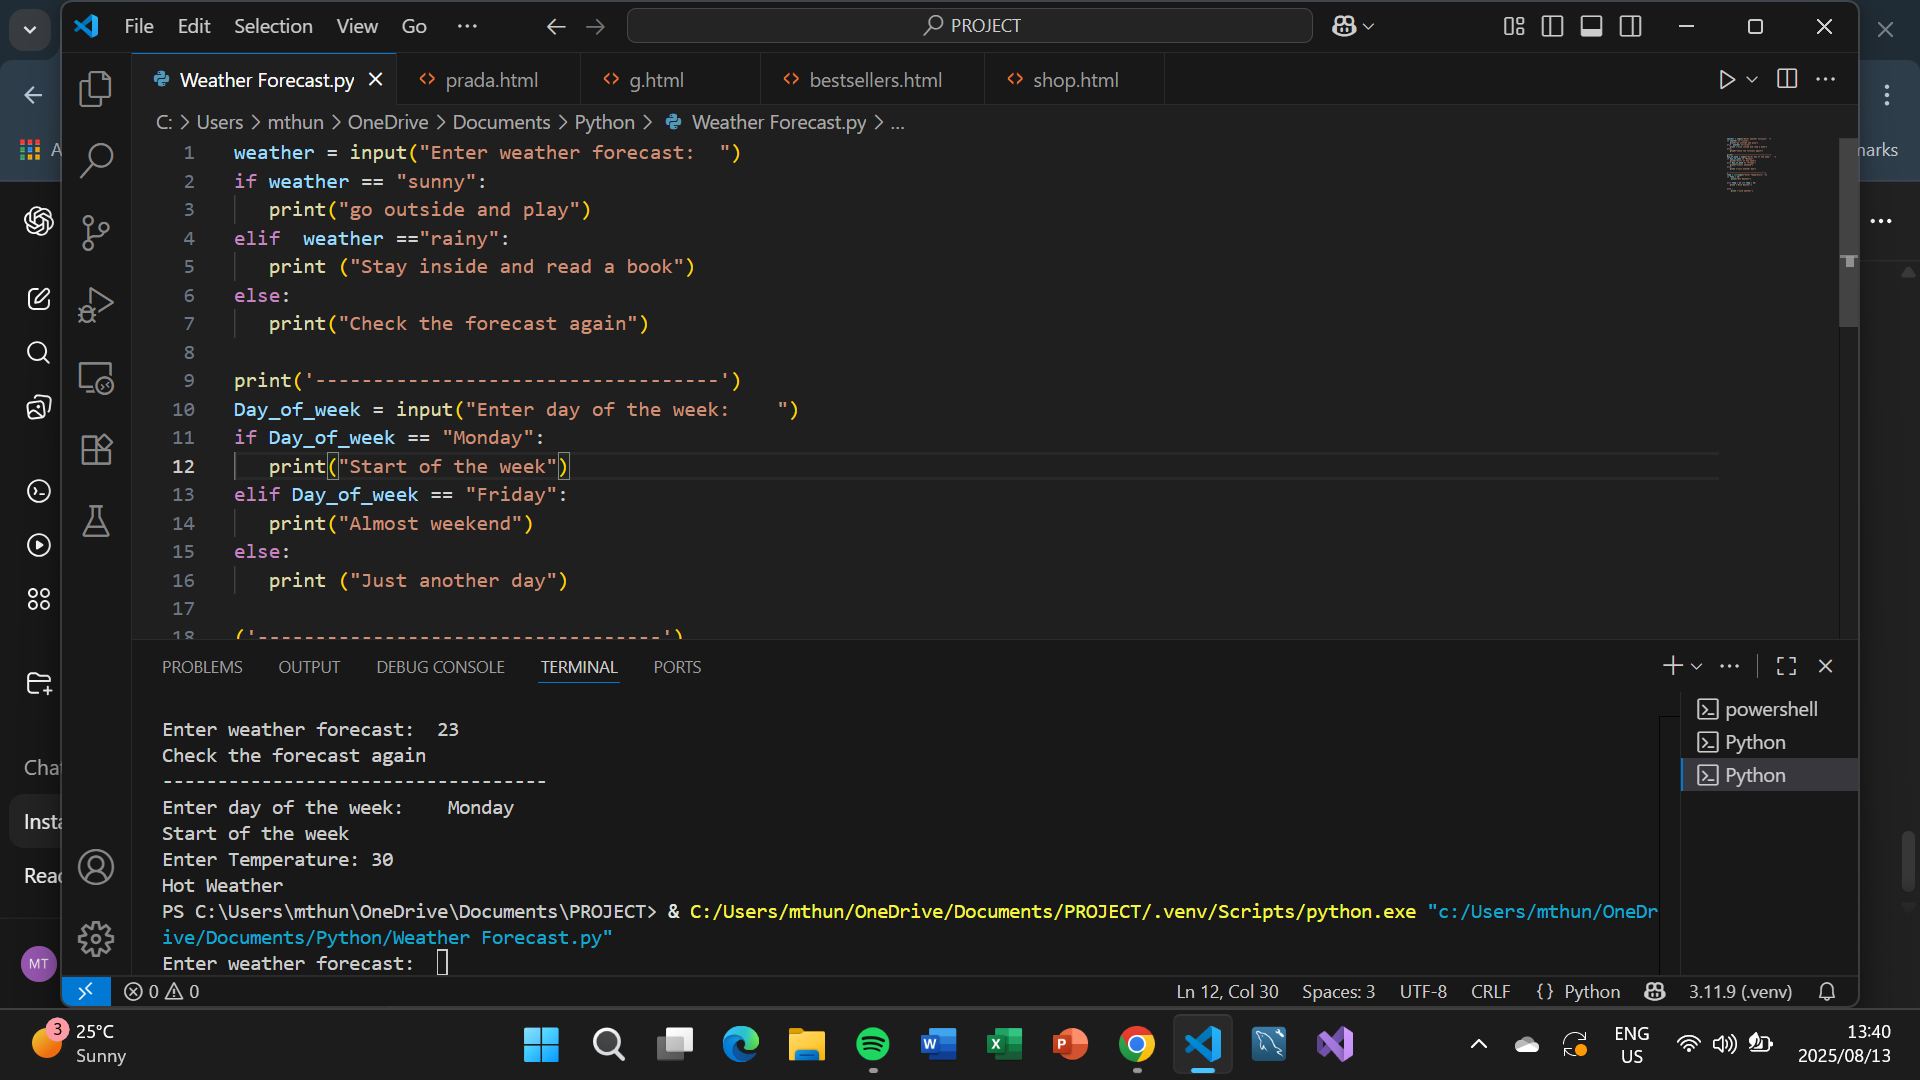 File Edit Selection View Go ··· PROJECT
Weather Forecast.py prada.html g.html bestsellers.html shop.html
C: > Users > mthun > OneDrive > Documents > Python > Weather Forecast.py > ...
1 weather = input("Enter weather forecast:  ")
2 if weather == "sunny":
3    print("go outside and play")
4 elif  weather =="rainy":
5    print ("Stay inside and read a book")
6 else:
7    print("Check the forecast again")
8
9 print('-----------------------------------')
10 Day_of_week = input("Enter day of the week:    ")
11 if Day_of_week == "Monday":
12    print("Start of the week")
13 elif Day_of_week == "Friday":
14    print("Almost weekend")
15 else:
16    print ("Just another day")
17
18 ('-----------------------------------')
PROBLEMS OUTPUT DEBUG CONSOLE TERMINAL PORTS
Enter weather forecast:  23
Check the forecast again
-----------------------------------
Enter day of the week:    Monday
Start of the week
Enter Temperature: 30
Hot Weather
PS C:\Users\mthun\OneDrive\Documents\PROJECT> & C:/Users/mthun/OneDrive/Documents/PROJECT/.venv/Scripts/python.exe "c:/Users/mthun/OneDr
ive/Documents/Python/Weather Forecast.py"
Enter weather forecast:
powershell
Python
Python
0 0 Ln 12, Col 30 Spaces: 3 UTF-8 CRLF {} Python 3.11.9 (.venv)
A
marks
Cha
Insta
Read
MT
3 25°C
Sunny
ENG
US
13:40
2025/08/13